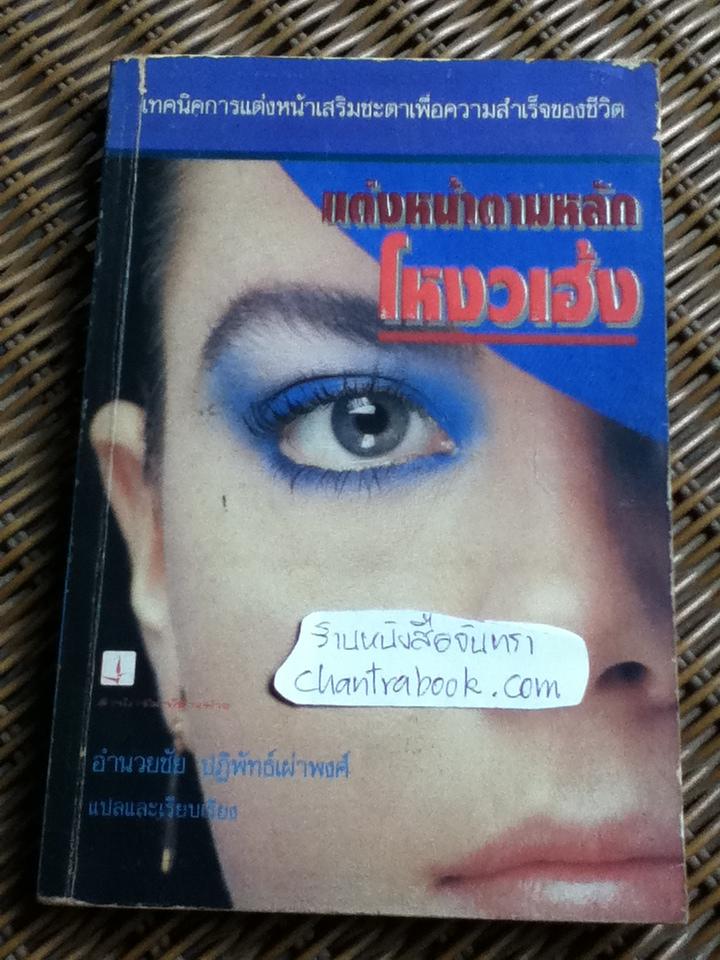 เทคนิคการแต่งหน้าเสริมชะตาเพื่อความสำเร็จของชีวิต
แต่งหน้าตามหลัก
โหงวเฮ้ง
ร้านหนังสือจันทรา
chantrabook.com
อำนวยชัย ปฏิพัทธ์เผ่าพงศ์
แปลและเรียบเรียง